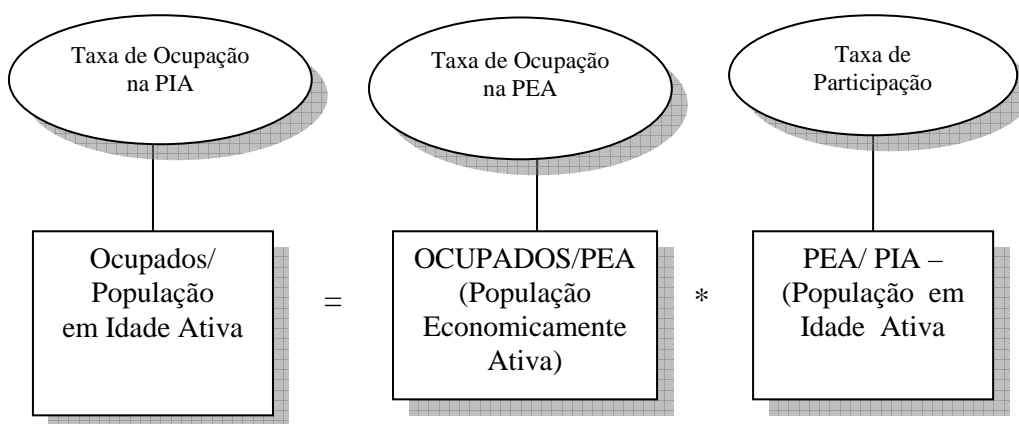 Taxa de Ocupação
na PIA
Taxa de Ocupação
na PEA
Taxa de
Participação
Ocupados/
População
em Idade Ativa
=
OCUPADOS/PEA
(População
Economicamente
Ativa)
*
PEA/ PIA –
(População em
Idade Ativa